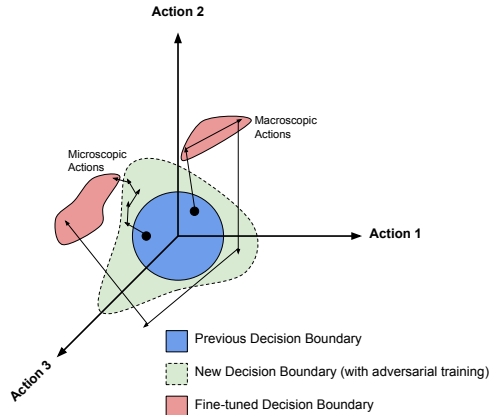 Action 2
Macroscopic
Actions
Microscopic
Actions
Action 1
Action 3
Previous Decision Boundary
New Decision Boundary (with adversarial training)
Fine-tuned Decision Boundary